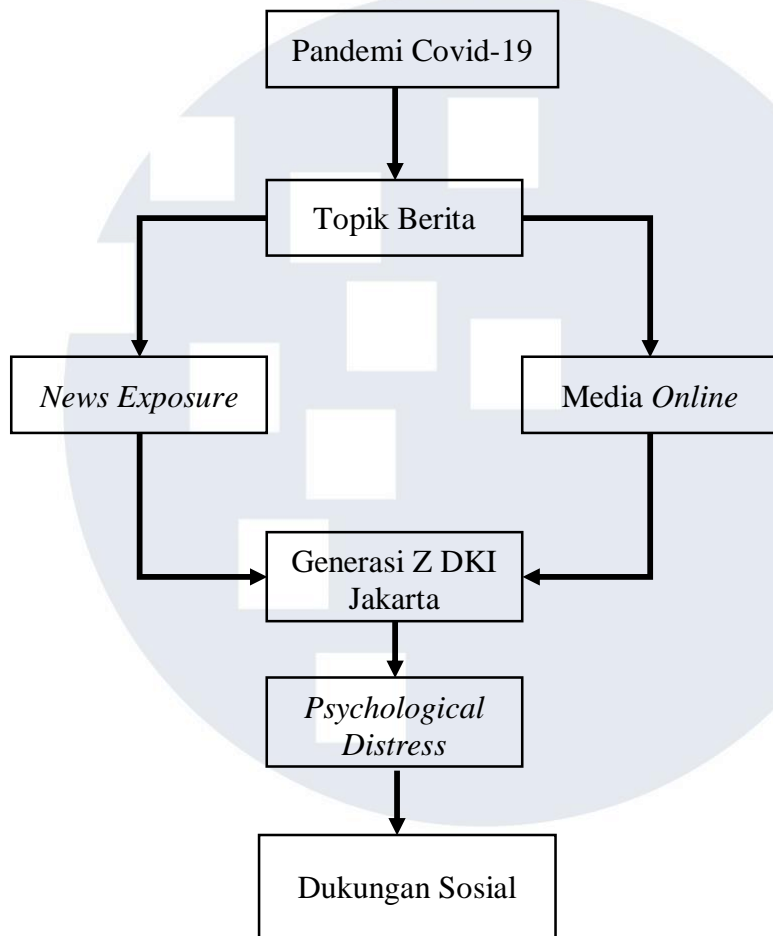 Pandemi Covid-19
Topik Berita
News Exposure
Media Online
Generasi Z DKI
Jakarta
Psychological
Distress
Dukungan Sosial